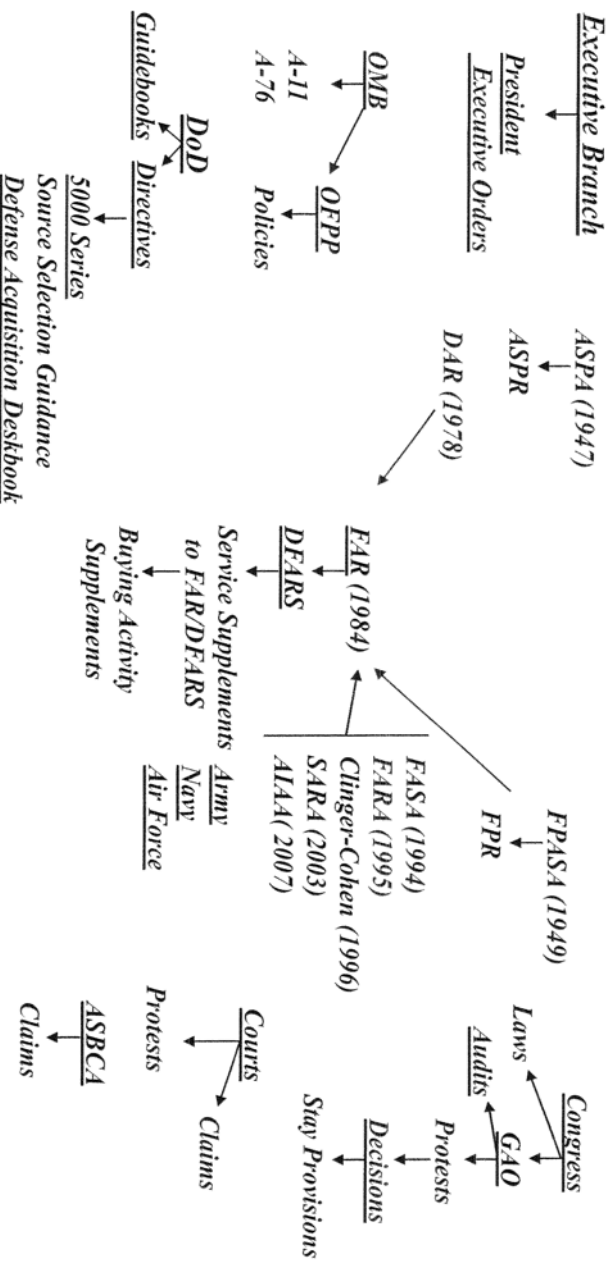 Executive Branch
President
Executive Orders
OMB
A-11
A-76
OFPP
Policies
DoD
Guidebooks
Directives
5000 Series
Source Selection Guidance
Defense Acquisition Deskbook
ASPA (1947)
ASPR
DAR (1978)
FAR (1984)
DFARS
Service Supplements
to FAR/DFARS
Buying Activity
Supplements
FPASA (1949)
FPR
FASA (1994)
FARA (1995)
Clinger-Cohen (1996)
SARA (2003)
AIAA( 2007)
Army
Navy
Air Force
Congress
Laws
GAO
Audits
Protests
Decisions
Stay Provisions
Courts
Protests
Claims
ASBCA
Claims